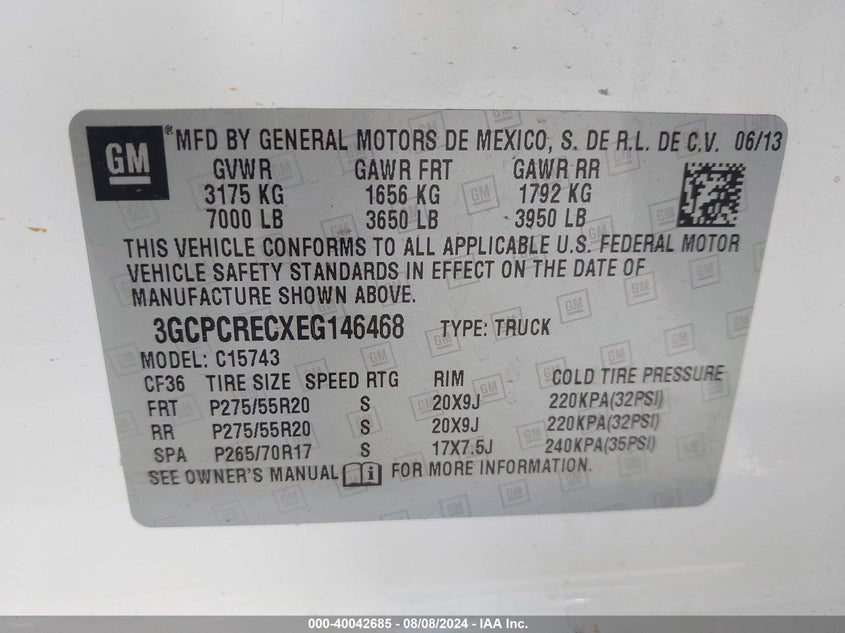 GM ® MFD BY GENERAL MOTORS DE MEXICO, S. DE R.L. DE C.V. 06/13
GVWR GAWR FRT GAWR RR
3175 KG 1656 KG 1792 KG
7000 LB 3650 LB 3950 LB
THIS VEHICLE CONFORMS TO ALL APPLICABLE U.S. FEDERAL MOTOR
VEHICLE SAFETY STANDARDS IN EFFECT ON THE DATE OF
MANUFACTURE SHOWN ABOVE.
3GCPCRECXEG146468 TYPE: TRUCK
MODEL: C15743
CF36 TIRE SIZE SPEED RTG RIM COLD TIRE PRESSURE
FRT P275/55R20 S 20X9J 220KPA(32PSI)
RR P275/55R20 S 20X9J 220KPA(32PSI)
SPA P265/70R17 S 17X7.5J 240KPA(35PSI)
SEE OWNER'S MANUAL FOR MORE INFORMATION.
000-40042685 - 08/08/2024 - IAA Inc.